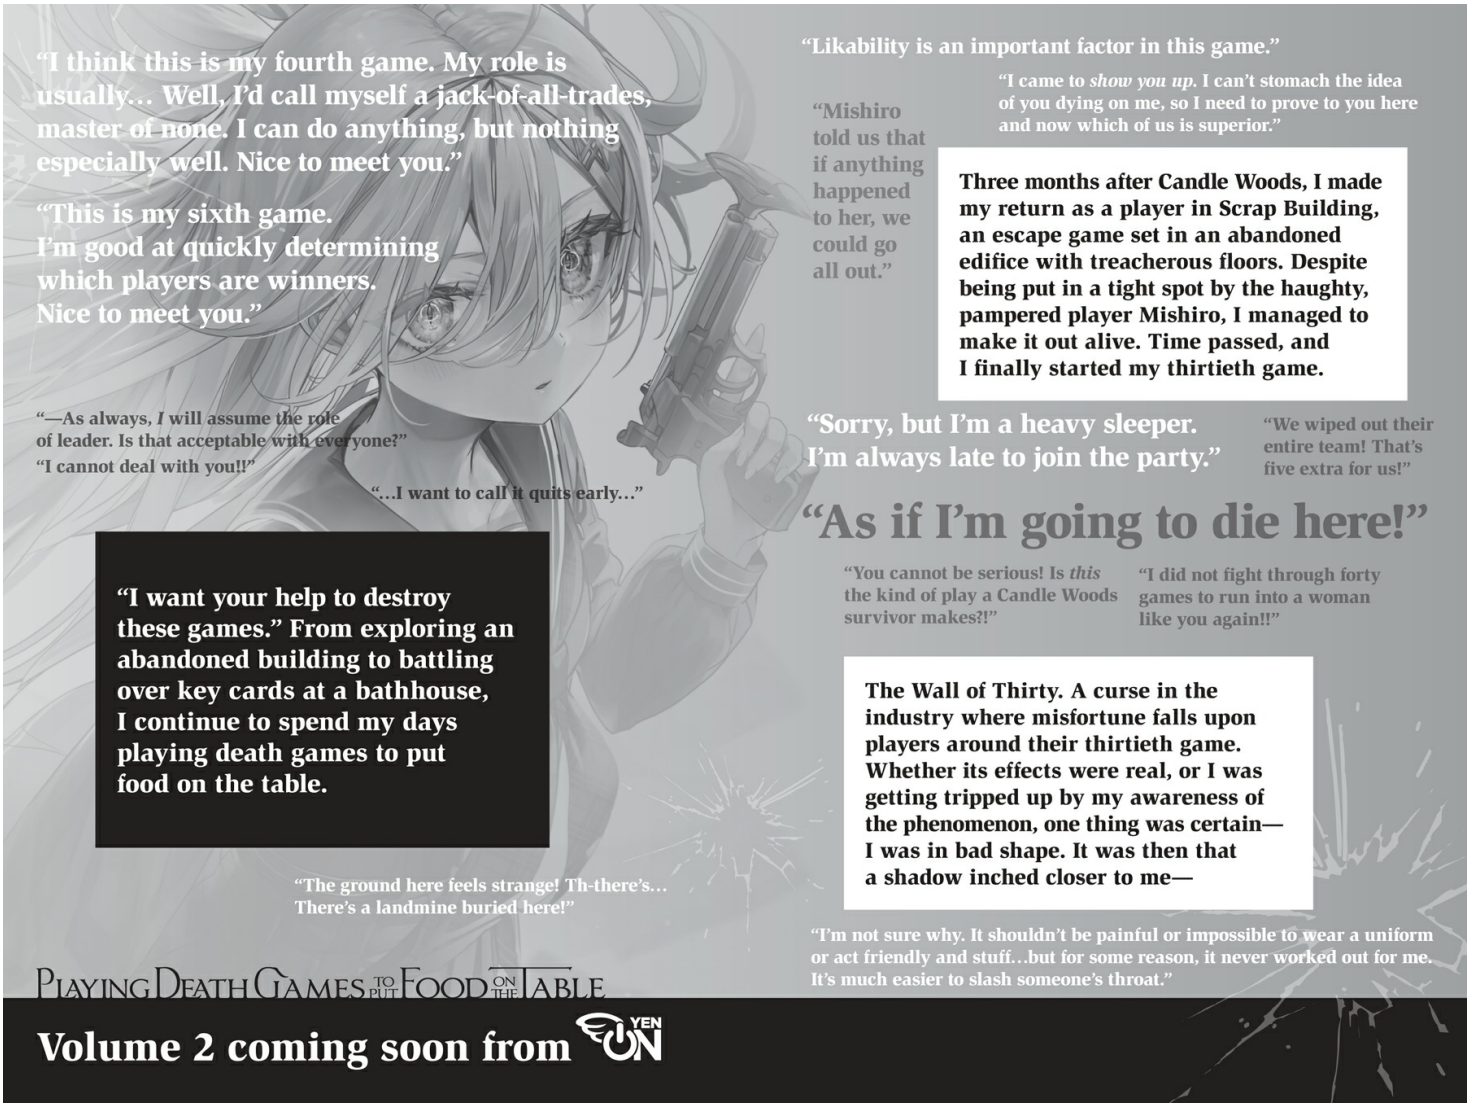 “I think this is my fourth game. My role is
usually… Well, I’d call myself a jack-of-all-trades,
master of none. I can do anything, but nothing
especially well. Nice to meet you.”
“This is my sixth game.
I’m good at quickly determining
which players are winners.
Nice to meet you.”
“—As always, I will assume the role
of leader. Is that acceptable with everyone?”
“I cannot deal with you!!”
“…I want to call it quits early…”
“I want your help to destroy
these games.” From exploring an
abandoned building to battling
over key cards at a bathhouse,
I continue to spend my days
playing death games to put
food on the table.
“The ground here feels strange! Th-there’s…
There’s a landmine buried here!”
PLAYING DEATH GAMES TO PUT FOOD ON THE TABLE
Volume 2 coming soon from YEN ON
“Likability is an important factor in this game.”
“I came to show you up. I can’t stomach the idea
of you dying on me, so I need to prove to you here
and now which of us is superior.”
“Mishiro
told us that
if anything
happened
to her, we
could go
all out.”
Three months after Candle Woods, I made
my return as a player in Scrap Building,
an escape game set in an abandoned
edifice with treacherous floors. Despite
being put in a tight spot by the haughty,
pampered player Mishiro, I managed to
make it out alive. Time passed, and
I finally started my thirtieth game.
“Sorry, but I’m a heavy sleeper.
I’m always late to join the party.”
“We wiped out their
entire team! That’s
five extra for us!”
“As if I’m going to die here!”
“You cannot be serious! Is this
the kind of play a Candle Woods
survivor makes?!”
“I did not fight through forty
games to run into a woman
like you again!!”
The Wall of Thirty. A curse in the
industry where misfortune falls upon
players around their thirtieth game.
Whether its effects were real, or I was
getting tripped up by my awareness of
the phenomenon, one thing was certain—
I was in bad shape. It was then that
a shadow inched closer to me—
“I’m not sure why. It shouldn’t be painful or impossible to wear a uniform
or act friendly and stuff…but for some reason, it never worked out for me.
It’s much easier to slash someone’s throat.”